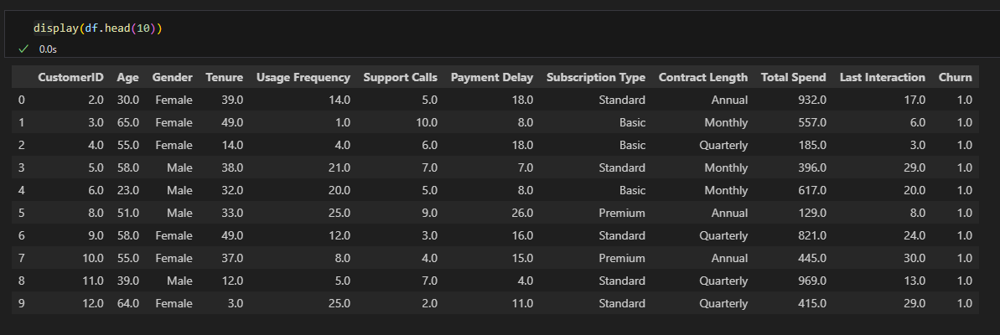 display(df.head(10))
0.0s
CustomerID Age Gender Tenure Usage Frequency Support Calls Payment Delay Subscription Type Contract Length Total Spend Last Interaction Churn
0 2.0 30.0 Female 39.0 14.0 5.0 18.0 Standard Annual 932.0 17.0 1.0
1 3.0 65.0 Female 49.0 1.0 10.0 8.0 Basic Monthly 557.0 6.0 1.0
2 4.0 55.0 Female 14.0 4.0 6.0 18.0 Basic Quarterly 185.0 3.0 1.0
3 5.0 58.0 Male 38.0 21.0 7.0 7.0 Standard Monthly 396.0 29.0 1.0
4 6.0 23.0 Male 32.0 20.0 5.0 8.0 Basic Monthly 617.0 20.0 1.0
5 8.0 51.0 Male 33.0 25.0 9.0 26.0 Premium Annual 129.0 8.0 1.0
6 9.0 58.0 Female 49.0 12.0 3.0 16.0 Standard Quarterly 821.0 24.0 1.0
7 10.0 55.0 Female 37.0 8.0 4.0 15.0 Premium Annual 445.0 30.0 1.0
8 11.0 39.0 Male 12.0 5.0 7.0 4.0 Standard Quarterly 969.0 13.0 1.0
9 12.0 64.0 Female 3.0 25.0 2.0 11.0 Standard Quarterly 415.0 29.0 1.0